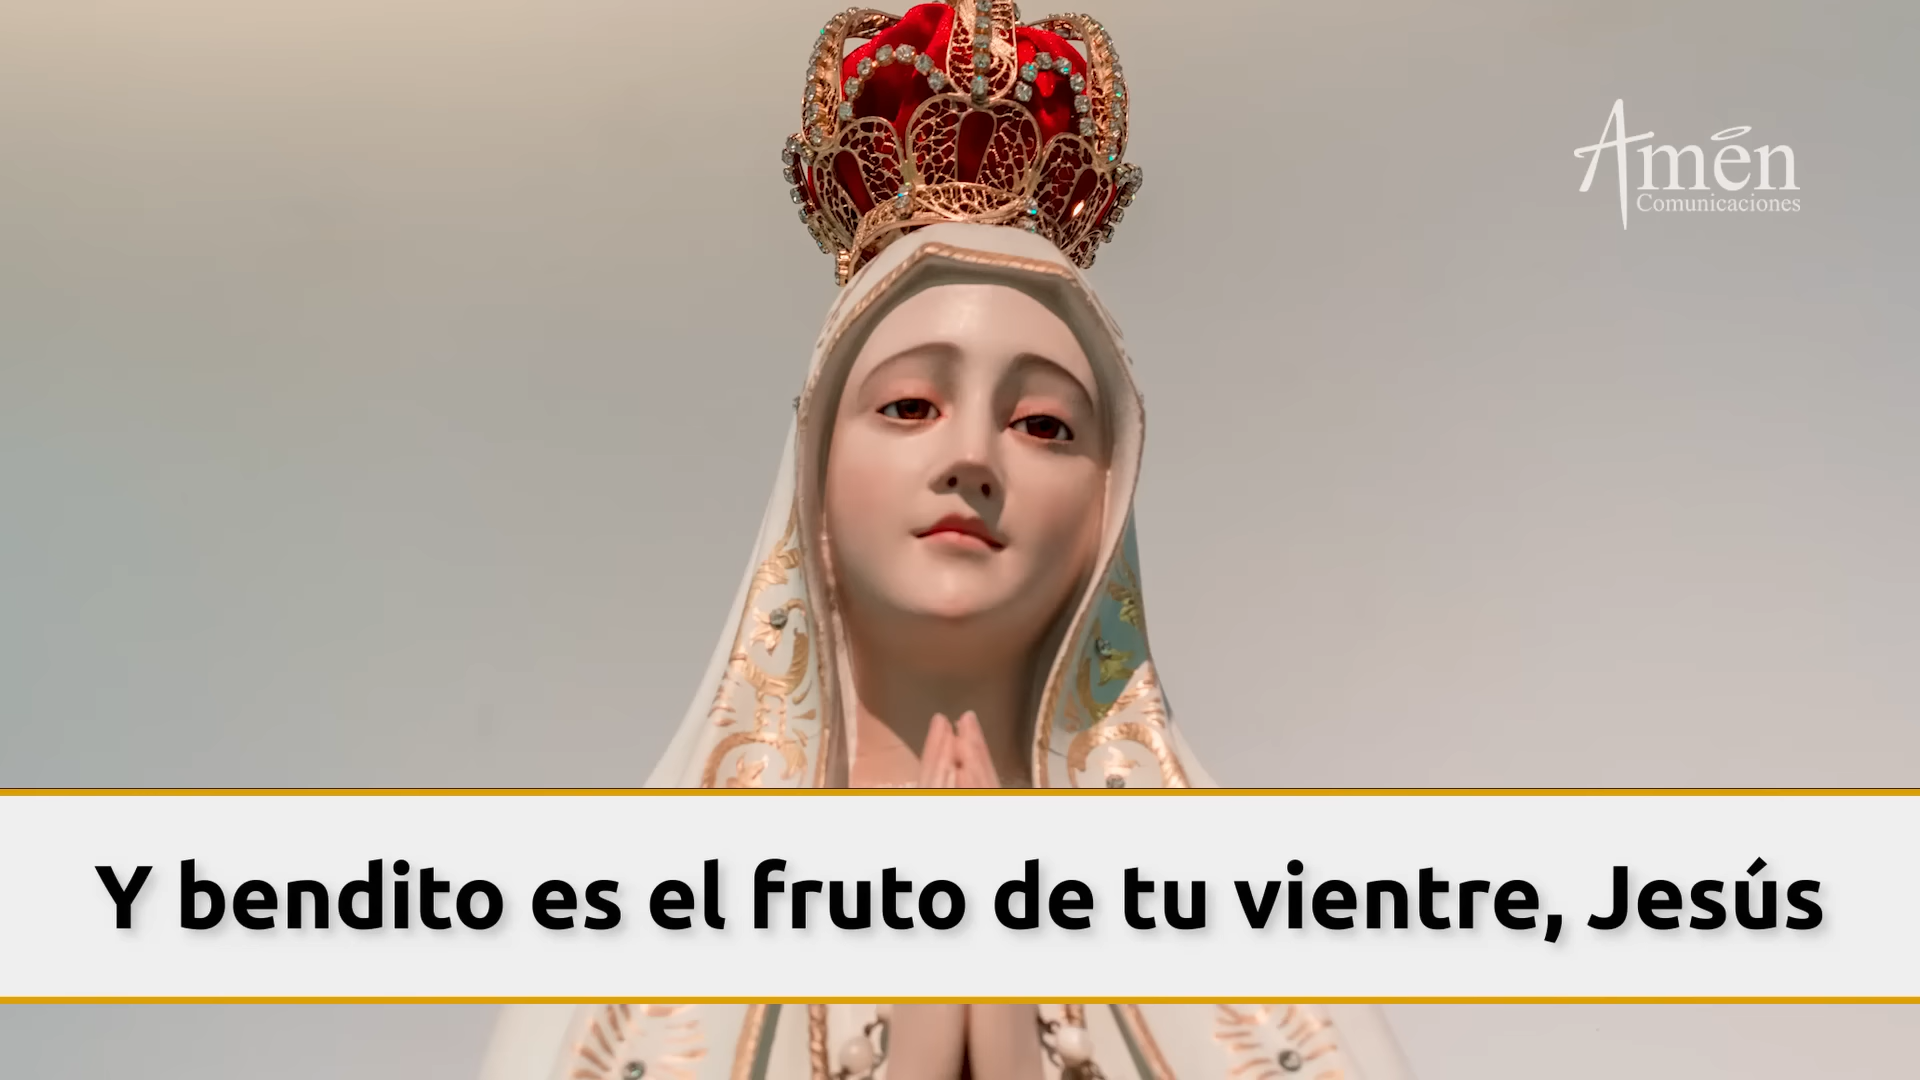 Amén
Comunicaciones
Y bendito es el fruto de tu vientre, Jesús